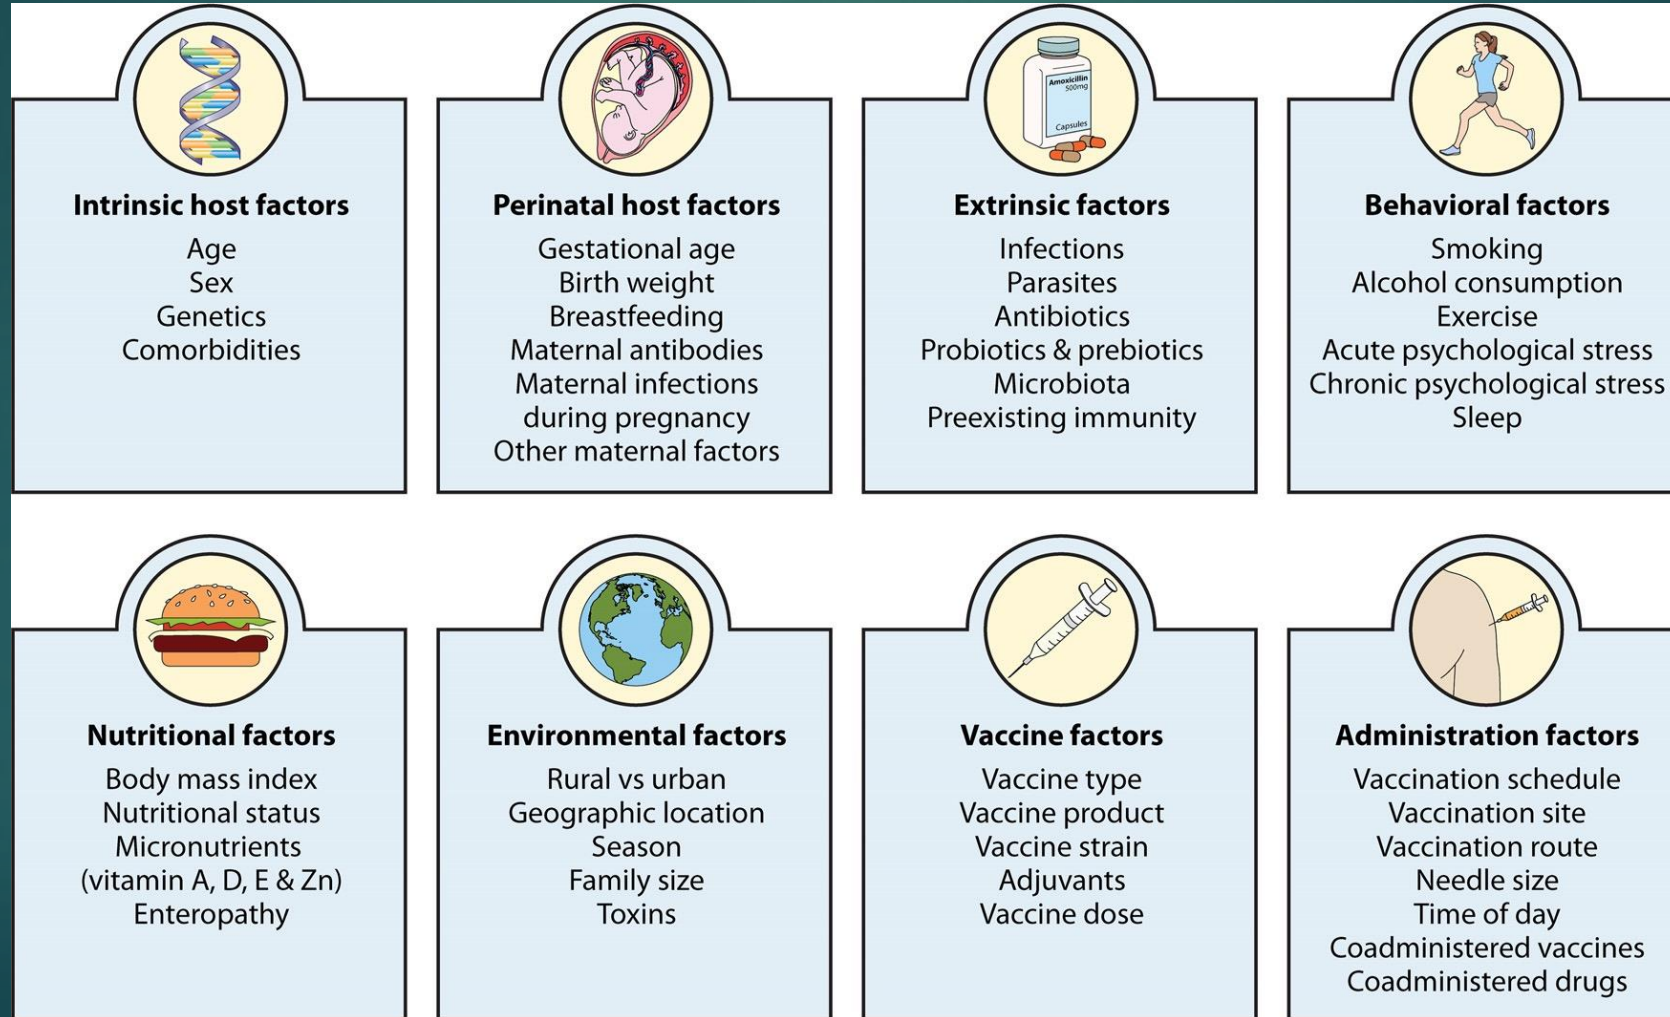 Amoxicillin
500mg
Capsules
Intrinsic host factors
Age
Sex
Genetics
Comorbidities
Perinatal host factors
Gestational age
Birth weight
Breastfeeding
Maternal antibodies
Maternal infections
during pregnancy
Other maternal factors
Extrinsic factors
Infections
Parasites
Antibiotics
Probiotics & prebiotics
Microbiota
Preexisting immunity
Behavioral factors
Smoking
Alcohol consumption
Exercise
Acute psychological stress
Chronic psychological stress
Sleep
Nutritional factors
Body mass index
Nutritional status
Micronutrients
(vitamin A, D, E & Zn)
Enteropathy
Environmental factors
Rural vs urban
Geographic location
Season
Family size
Toxins
Vaccine factors
Vaccine type
Vaccine product
Vaccine strain
Adjuvants
Vaccine dose
Administration factors
Vaccination schedule
Vaccination site
Vaccination route
Needle size
Time of day
Coadministered vaccines
Coadministered drugs